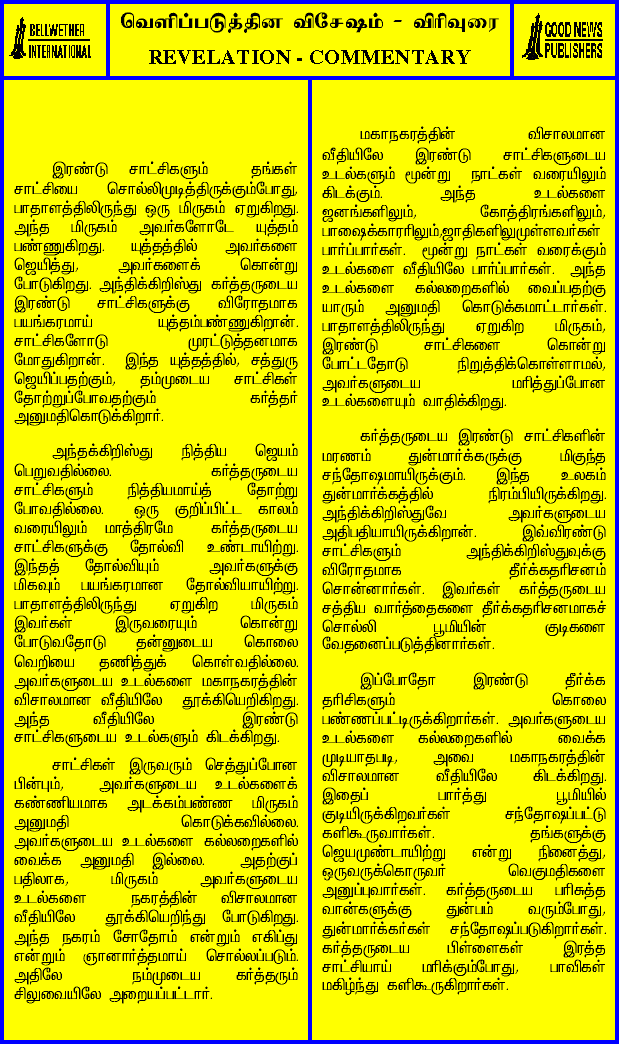 BELLWETHER
INTERNATIONAL
வெளிப்படுத்தின விசேஷம் - விரிவுரை
REVELATION - COMMENTARY
GOOD NEWS
PUBLISHERS
இரண்டு சாட்சிகளும் தங்கள்
சாட்சியை சொல்லிமுடித்திருக்கும்போது,
பாதாளத்திலிருந்து ஒரு மிருகம் ஏறுகிறது.
அந்த மிருகம் அவர்களோடே யுத்தம்
பண்ணுகிறது. யுத்தத்தில் அவர்களை
ஜெயித்து, அவர்களைக் கொன்று
போடுகிறது. அந்திக்கிறிஸ்து கர்த்தருடைய
இரண்டு சாட்சிகளுக்கு விரோதமாக
பயங்கரமாய் யுத்தம்பண்ணுகிறான்.
சாட்சிகளோடு முரட்டுத்தனமாக
மோதுகிறான். இந்த யுத்தத்தில், சத்துரு
ஜெயிப்பதற்கும், தம்முடைய சாட்சிகள்
தோற்றுப்போவதற்கும் கர்த்தர்
அனுமதிகொடுக்கிறார்.
அந்தக்கிறிஸ்து நித்திய ஜெயம்
பெறுவதில்லை. கர்த்தருடைய
சாட்சிகளும் நித்தியமாய்த் தோற்று
போவதில்லை. ஒரு குறிப்பிட்ட காலம்
வரையிலும் மாத்திரமே கர்த்தருடைய
சாட்சிகளுக்கு தோல்வி உண்டாயிற்று.
இந்தத் தோல்வியும் அவர்களுக்கு
மிகவும் பயங்கரமான தோல்வியாயிற்று.
பாதாளத்திலிருந்து ஏறுகிற மிருகம்
இவர்கள் இருவரையும் கொன்று
போடுவதோடு தன்னுடைய கொலை
வெறியை தணித்துக் கொள்வதில்லை.
அவர்களுடைய உடல்களை மகாநகரத்தின்
விசாலமான வீதியிலே தூக்கியெறிகிறது.
அந்த வீதியிலே இரண்டு
சாட்சிகளுடைய உடல்களும் கிடக்கிறது.
சாட்சிகள் இருவரும் செத்துப்போன
பின்பும், அவர்களுடைய உடல்களைக்
கண்ணியமாக அடக்கம்பண்ண மிருகம்
அனுமதி கொடுக்கவில்லை.
அவர்களுடைய உடல்களை கல்லறைகளில்
வைக்க அனுமதி இல்லை. அதற்குப்
பதிலாக, மிருகம் அவர்களுடைய
உடல்களை நகரத்தின் விசாலமான
வீதியிலே தூக்கியெறிந்து போடுகிறது.
அந்த நகரம் சோதோம் என்றும் எகிப்து
என்றும் ஞானார்த்தமாய் சொல்லப்படும்.
அதிலே நம்முடைய கர்த்தரும்
சிலுவையிலே அறையப்பட்டார்.
மகாநகரத்தின் விசாலமான
வீதியிலே இரண்டு சாட்சிகளுடைய
உடல்களும் மூன்று நாட்கள் வரையிலும்
கிடக்கும். அந்த உடல்களை
ஜனங்களிலும், கோத்திரங்களிலும்,
பாஷைக்காரரிலும்,ஜாதிகளிலுமுள்ளவர்கள்
பார்ப்பார்கள். மூன்று நாட்கள் வரைக்கும்
உடல்களை வீதியிலே பார்ப்பார்கள். அந்த
உடல்களை கல்லறைகளில் வைப்பதற்கு
யாரும் அனுமதி கொடுக்கமாட்டார்கள்.
பாதாளத்திலிருந்து ஏறுகிற மிருகம்,
இரண்டு சாட்சிகளை கொன்று
போட்டதோடு நிறுத்திக்கொள்ளாமல்,
அவர்களுடைய மரித்துப்போன
உடல்களையும் வாதிக்கிறது.
கர்த்தருடைய இரண்டு சாட்சிகளின்
மரணம் துன்மார்க்கருக்கு மிகுந்த
சந்தோஷமாயிருக்கும். இந்த உலகம்
துன்மார்க்கத்தில் நிரம்பியிருக்கிறது.
அந்திக்கிறிஸ்துவே அவர்களுடைய
அதிபதியாயிருக்கிறான். இவ்விரண்டு
சாட்சிகளும் அந்திக்கிறிஸ்துவுக்கு
விரோதமாக தீர்க்கதரிசனம்
சொன்னார்கள். இவர்கள் கர்த்தருடைய
சத்திய வார்த்தைகளை தீர்க்கதரிசனமாகச்
சொல்லி பூமியின் குடிகளை
வேதனைப்படுத்தினார்கள்.
இப்போதோ இரண்டு தீர்க்க
தரிசிகளும் கொலை
பண்ணப்பட்டிருக்கிறார்கள். அவர்களுடைய
உடல்களை கல்லறைகளில் வைக்க
முடியாதபடி, அவை மகாநகரத்தின்
விசாலமான வீதியிலே கிடக்கிறது.
இதைப் பார்த்து பூமியில்
குடியிருக்கிறவர்கள் சந்தோஷப்பட்டு
களிகூருவார்கள். தங்களுக்கு
ஜெயமுண்டாயிற்று என்று நினைத்து,
ஒருவருக்கொருவர் வெகுமதிகளை
அனுப்புவார்கள். கர்த்தருடைய பரிசுத்த
வான்களுக்கு துன்பம் வரும்போது,
துன்மார்க்கர்கள் சந்தோஷப்படுகிறார்கள்.
கர்த்தருடைய பிள்ளைகள் இரத்த
சாட்சியாய் மரிக்கும்போது, பாவிகள்
மகிழ்ந்து களிகூருகிறார்கள்.